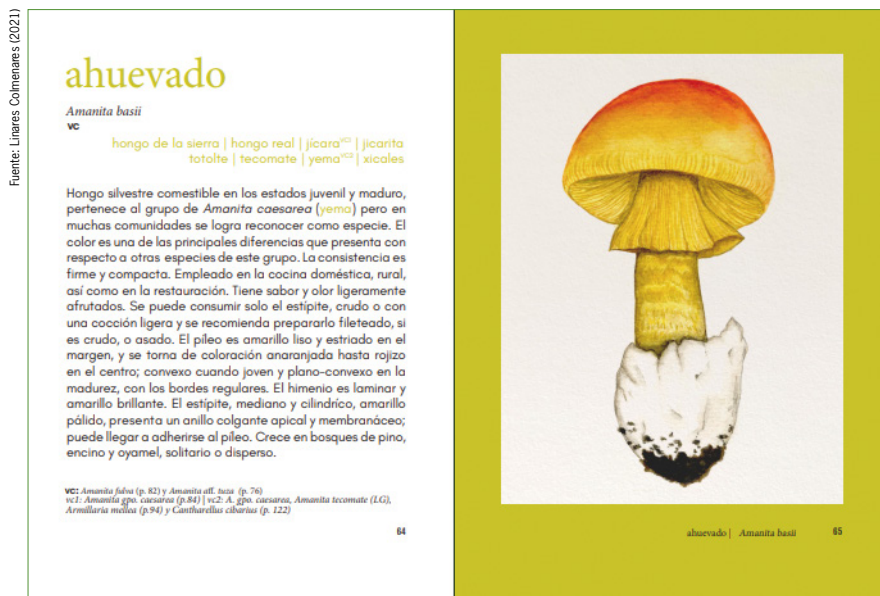 Fuente: Linares Colmenares (2021)
ahuevado
Amanita basii
VC
hongo de la sierra | hongo real | jícaraVC1 | jicarita
totolte | tecomate | yemaVC2 | xicales
Hongo silvestre comestible en los estados juvenil y maduro,
pertenece al grupo de Amanita caesarea (yema) pero en
muchas comunidades se logra reconocer como especie. El
color es una de las principales diferencias que presenta con
respecto a otras especies de este grupo. La consistencia es
firme y compacta. Empleado en la cocina doméstica, rural,
así como en la restauración. Tiene sabor y olor ligeramente
afrutados. Se puede consumir solo el estípite, crudo o con
una cocción ligera y se recomienda prepararlo fileteado, si
es crudo, o asado. El píleo es amarillo liso y estriado en el
margen, y se torna de coloración anaranjada hasta rojizo
en el centro; convexo cuando joven y plano-convexo en la
madurez, con los bordes regulares. El himenio es laminar y
amarillo brillante. El estípite, mediano y cilíndrico, amarillo
pálido, presenta un anillo colgante apical y membranáceo;
puede llegar a adherirse al píleo. Crece en bosques de pino,
encino y oyamel, solitario o disperso.
VC: Amanita fulva (p. 82) y Amanita aff. tuza (p. 76)
vc1: Amanita gpo. caesarea (p.84) | vc2: A. gpo. caesarea, Amanita tecomate (LG),
Armillaria mellea (p.94) y Cantharellus cibarius (p. 122)
64
ahuevado | Amanita basii 65